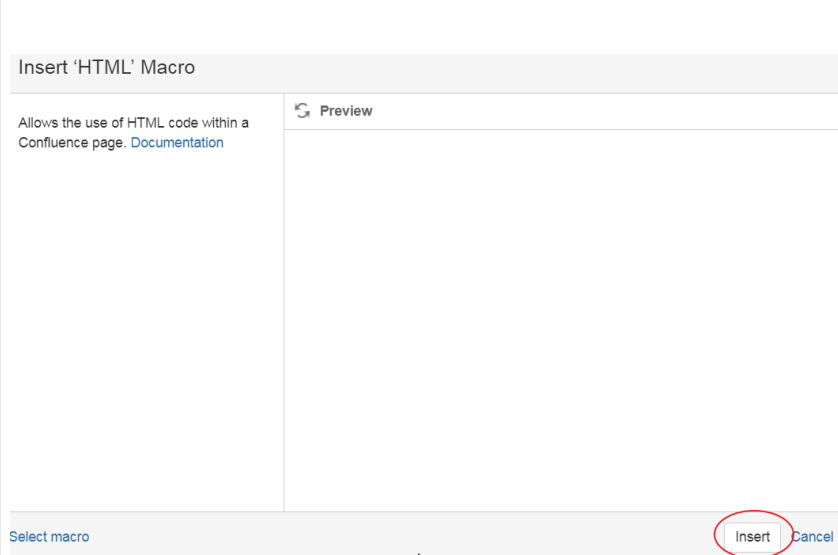 Insert ‘HTML’ Macro
Allows the use of HTML code within a
Confluence page. Documentation
Preview
Select macro
Insert
Cancel